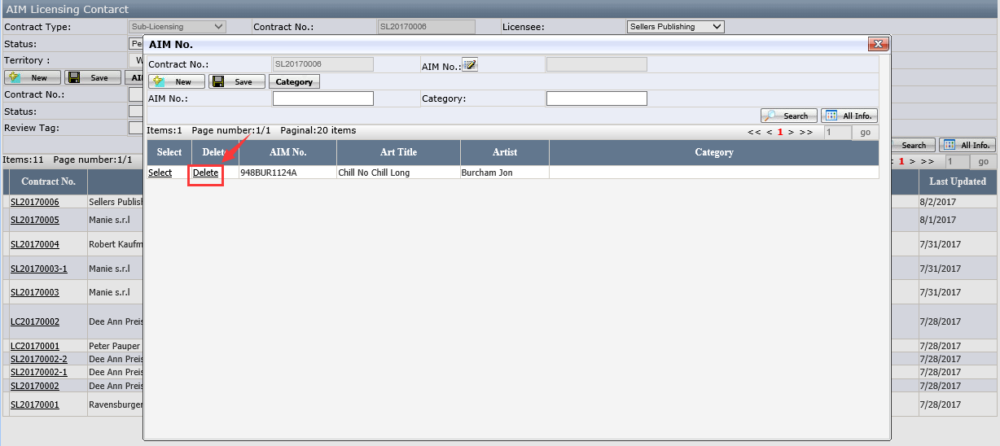 AIM Licensing Contarct
Contract Type: Sub-Licensing Contract No.: SL20170006 Licensee: Sellers Publishing
Status:
Territory :
New Save
Contract No.:
Status:
Review Tag:
Search All Info.
Items:11 Page number:1/1
1 > >> 1 go
Contract No. Last Updated
SL20170006 Sellers Publish 8/2/2017
SL20170005 Manie s.r.l 8/1/2017
SL20170004 Robert Kaufm 7/31/2017
SL20170003-1 Manie s.r.l 7/31/2017
SL20170003 Manie s.r.l 7/31/2017
LC20170002 Dee Ann Preis 7/28/2017
LC20170001 Peter Pauper 7/28/2017
SL20170002-2 Dee Ann Preis 7/28/2017
SL20170002-1 Dee Ann Preis 7/28/2017
SL20170002 Dee Ann Preis 7/28/2017
SL20170001 Ravensburger 7/28/2017
AIM No.
Contract No.: SL20170006 AIM No.:
New Save Category
AIM No.: Category:
Search All Info.
Items:1 Page number:1/1 Paginal:20 items << < 1 > >> 1 go
Select Delete AIM No. Art Title Artist Category
Select Delete 948BUR1124A Chill No Chill Long Burcham Jon